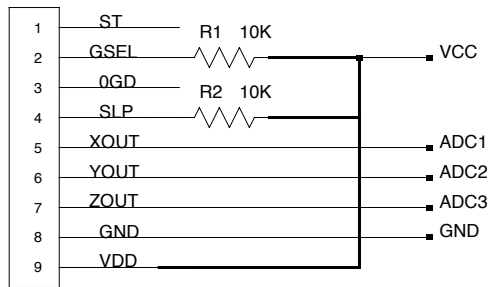 1 ST
R1 10K
2 GSEL VCC
3 0GD
R2 10K
4 SLP
5 XOUT ADC1
6 YOUT ADC2
7 ZOUT ADC3
8 GND GND
9 VDD